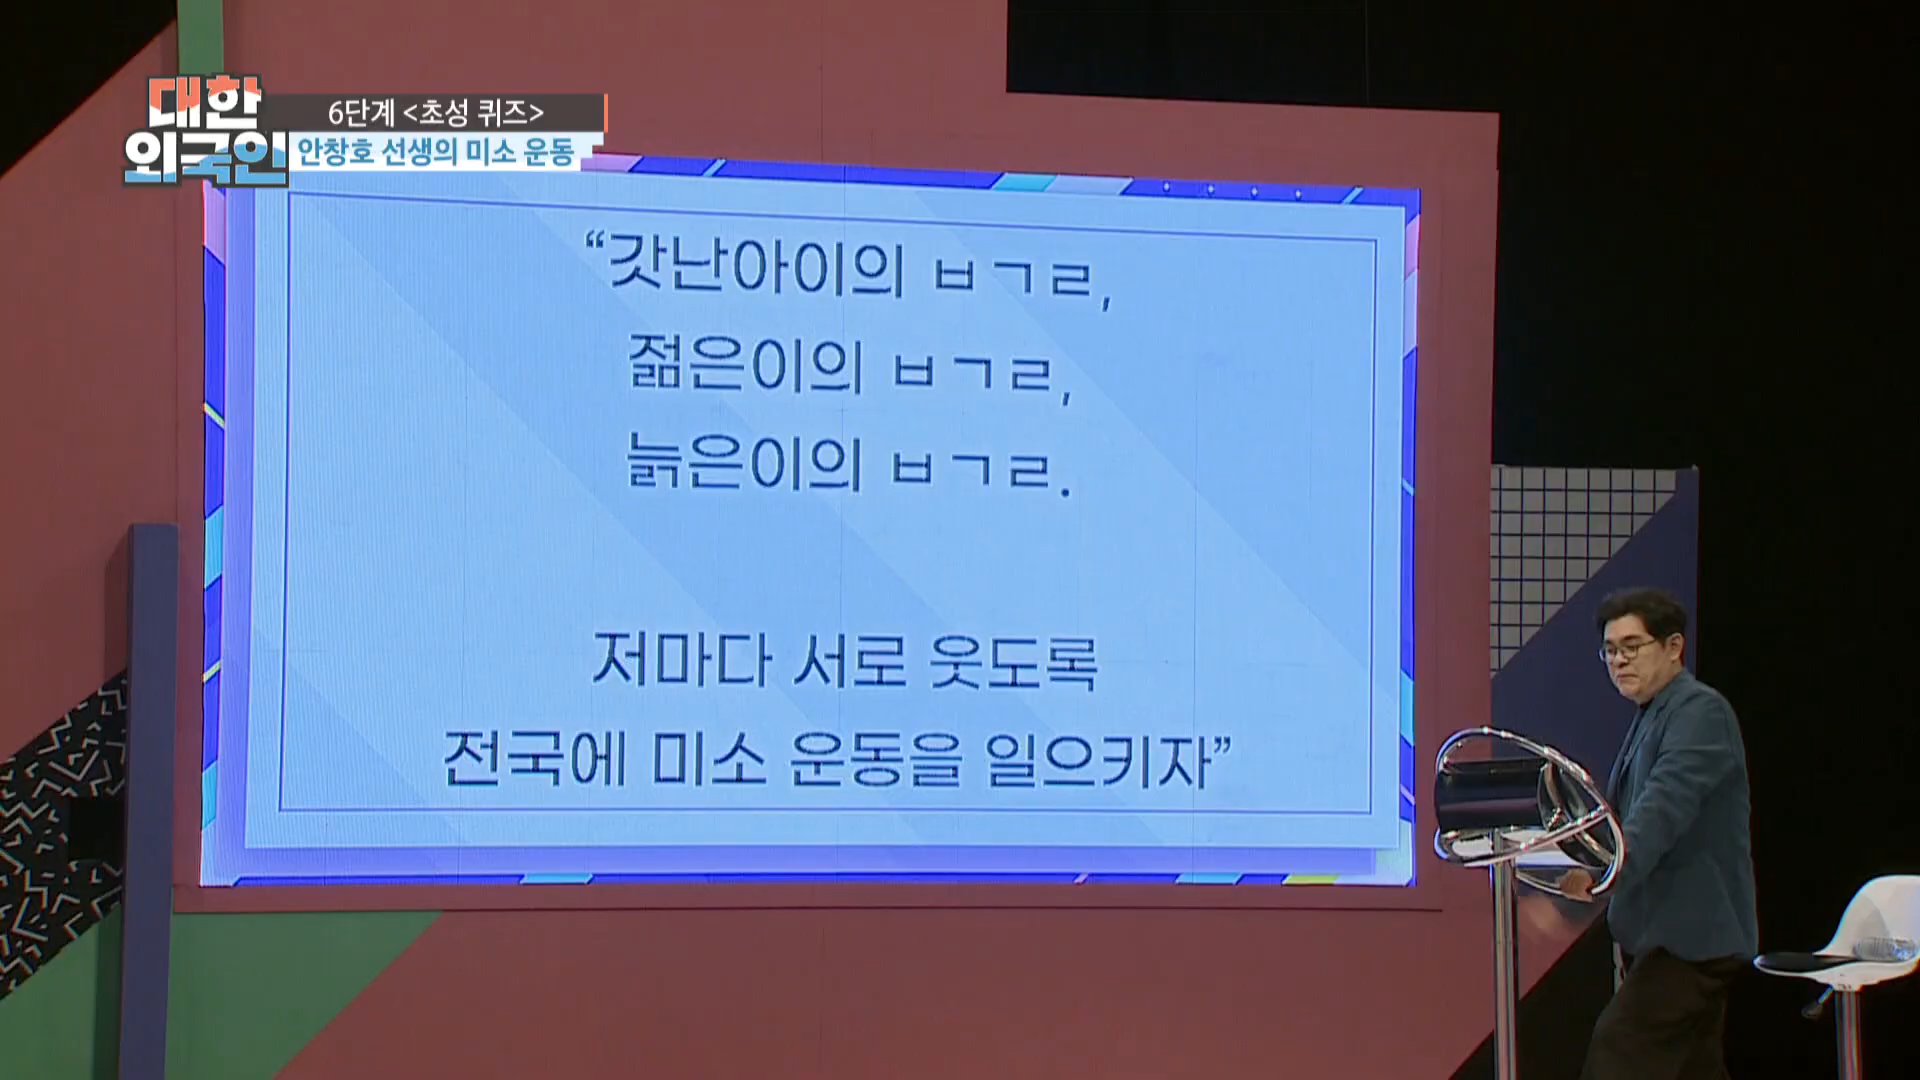 대한
외국인
6단계 <초성 퀴즈>
안창호 선생의 미소 운동
“갓난아이의 ㅂㄱㄹ,
젊은이의 ㅂㄱㄹ,
늙은이의 ㅂㄱㄹ.
저마다 서로 웃도록
전국에 미소 운동을 일으키자”